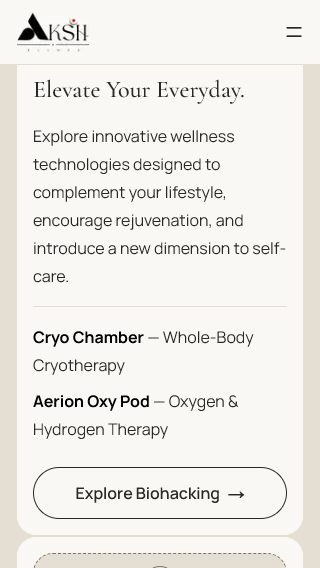 AKSH
Elevate Your Everyday.
Explore innovative wellness
technologies designed to
complement your lifestyle,
encourage rejuvenation, and
introduce a new dimension to self-
care.
Cryo Chamber — Whole-Body
Cryotherapy
Aerion Oxy Pod — Oxygen &
Hydrogen Therapy
Explore Biohacking →